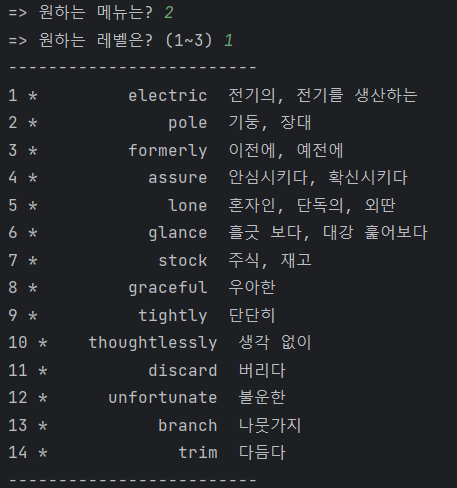 => 원하는 메뉴는? 2
=> 원하는 레벨은? (1~3) 1
-------------------------
1 * electric 전기의, 전기를 생산하는
2 * pole 기둥, 장대
3 * formerly 이전에, 예전에
4 * assure 안심시키다, 확신시키다
5 * lone 혼자인, 단독의, 외딴
6 * glance 흘긋 보다, 대강 훑어보다
7 * stock 주식, 재고
8 * graceful 우아한
9 * tightly 단단히
10 * thoughtlessly 생각 없이
11 * discard 버리다
12 * unfortunate 불운한
13 * branch 나뭇가지
14 * trim 다듬다
-------------------------